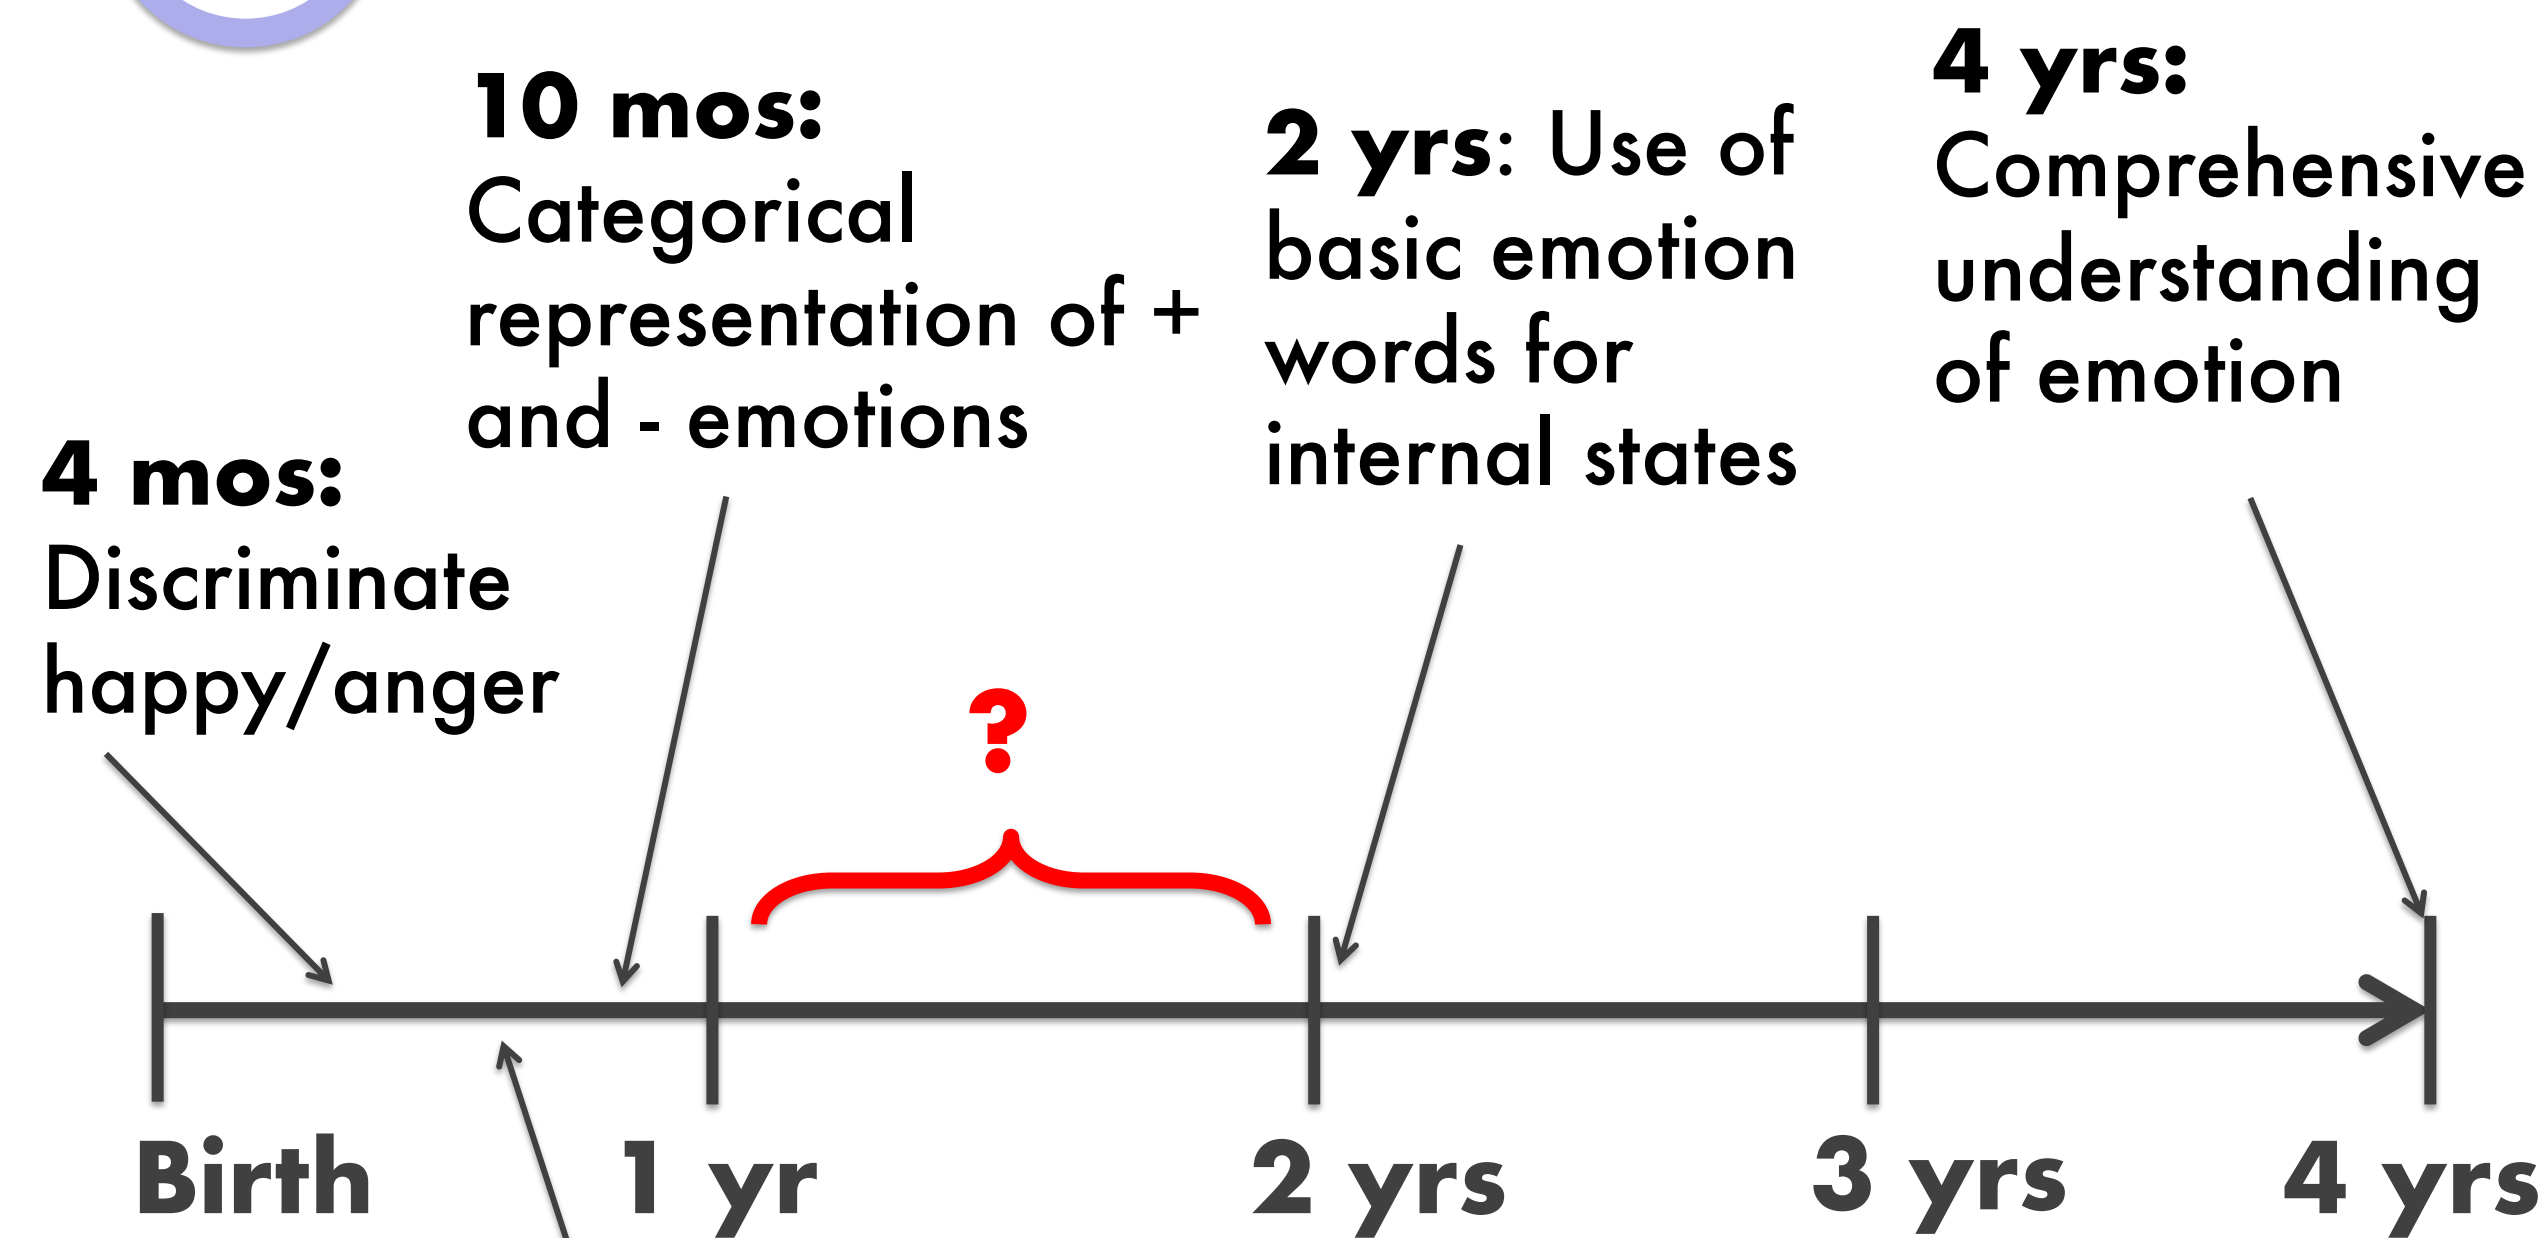 4 mos:
Discriminate
happy/anger
10 mos:
Categorical
representation of +
and - emotions
?
2 yrs: Use of
basic emotion
words for
internal states
4 yrs:
Comprehensive
understanding
of emotion
Birth
1 yr
2 yrs
3 yrs
4 yrs